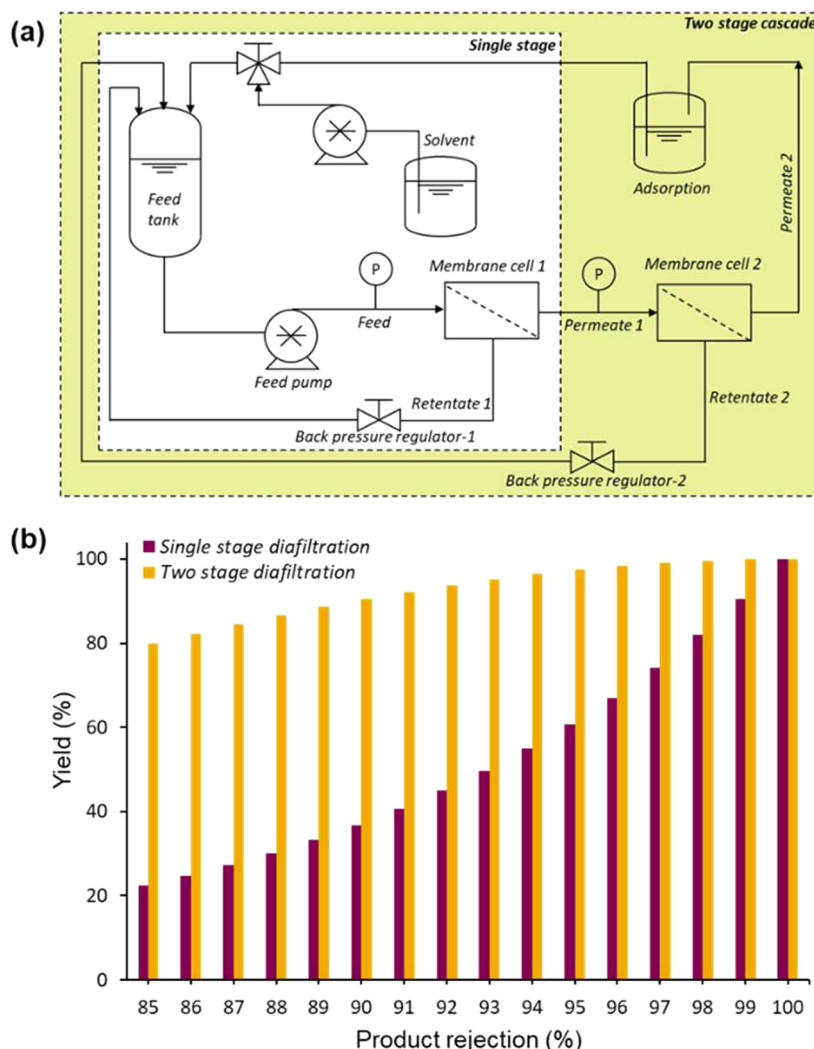 (a)
Two stage cascade
Single stage
Solvent
Feed
tank
Adsorption
Permeate 2
P
Membrane cell 1
P
Membrane cell 2
Feed
Permeate 1
Feed pump
Retentate 1
Retentate 2
Back pressure regulator-1
Back pressure regulator-2
(b)
Single stage diafiltration
Two stage diafiltration
Yield (%)
100
80
60
40
20
0
85 86 87 88 89 90 91 92 93 94 95 96 97 98 99 100
Product rejection (%)